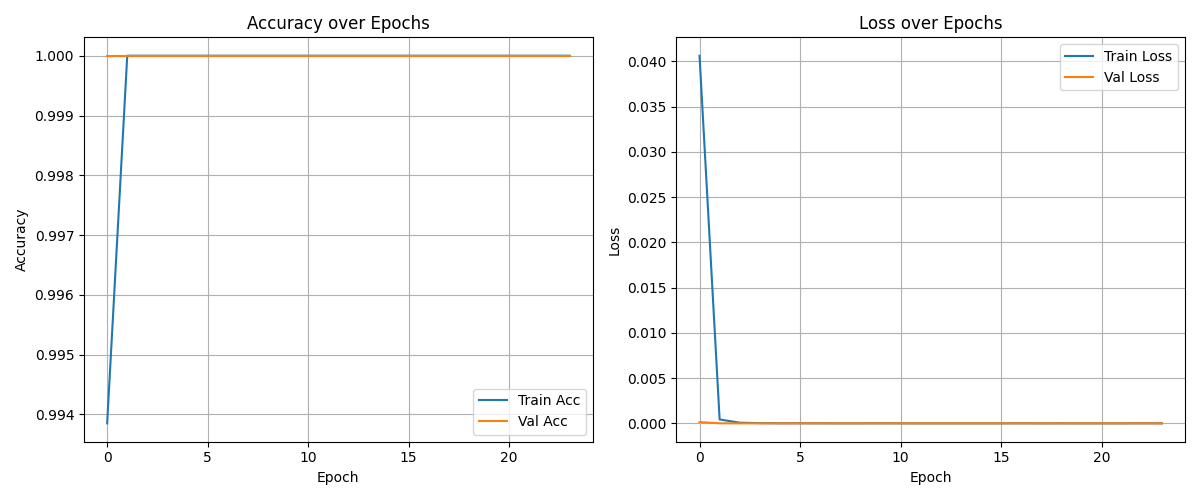 Accuracy over Epochs
1.000
0.999
0.998
0.997
0.996
0.995
0.994
Accuracy
0 5 10 15 20
Epoch
Train Acc
Val Acc
Loss over Epochs
0.040
0.035
0.030
0.025
0.020
0.015
0.010
0.005
0.000
Loss
0 5 10 15 20
Epoch
Train Loss
Val Loss